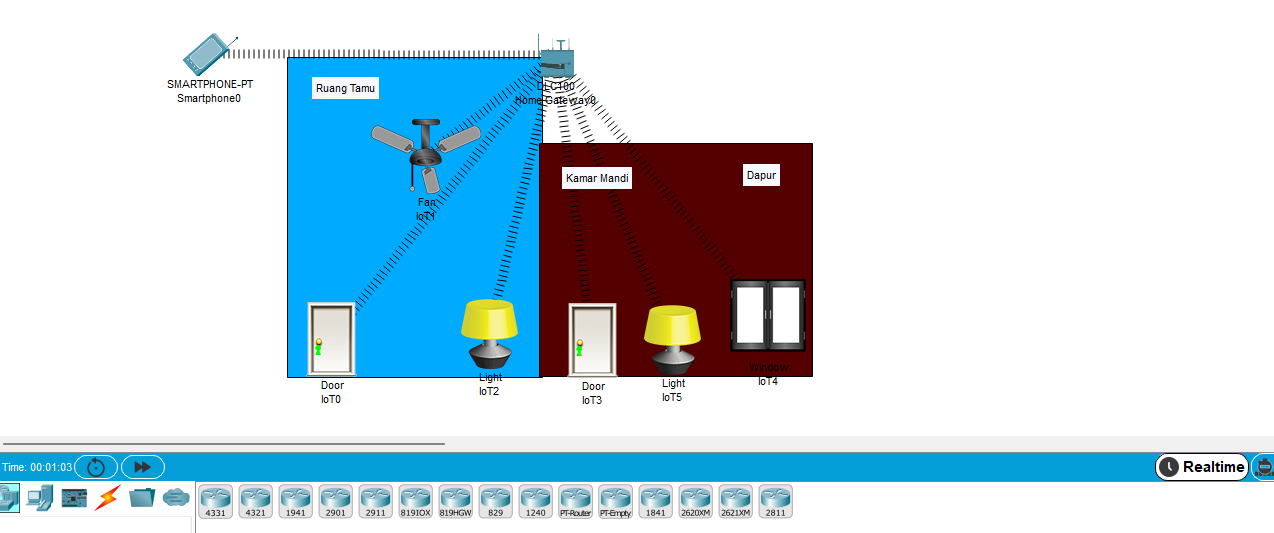 SMARTPHONE-PT
Smartphone0
DLC100
Home Gateway0
Ruang Tamu
Fan
IoT1
Kamar Mandi
Dapur
Door
IoT0
Light
IoT2
Door
IoT3
Light
IoT5
Window
IoT4
Time: 00:01:03
Realtime
4331
4321
1941
2901
2911
819IOX
819HGW
829
1240
PT-Router
PT-Empty
1841
2620XM
2621XM
2811